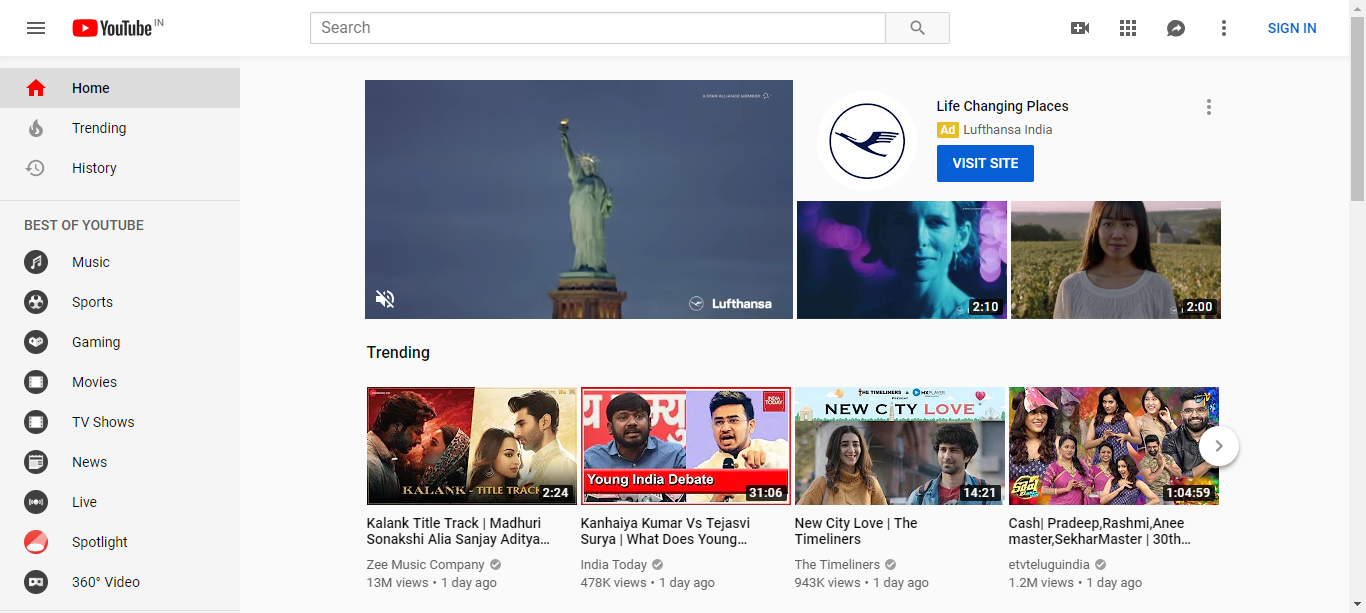 YouTube IN
Search
SIGN IN
Home
Trending
History
BEST OF YOUTUBE
Music
Sports
Gaming
Movies
TV Shows
News
Live
Spotlight
360° Video
A STAR ALLIANCE MEMBER
Lufthansa
Life Changing Places
Ad Lufthansa India
VISIT SITE
2:10
2:00
Trending
KALANK - TITLE TRACK
2:24
Kalank Title Track | Madhuri
Sonakshi Alia Sanjay Aditya...
Zee Music Company
13M views • 1 day ago
INDIA
TODAY
Young India Debate
31:06
Kanhaiya Kumar Vs Tejasvi
Surya | What Does Young...
India Today
478K views • 1 day ago
THE TIMELINERS & MXPLAYER
NEW CITY LOVE
14:21
New City Love | The
Timeliners
The Timeliners
943K views • 1 day ago
1:04:59
Cash| Pradeep,Rashmi,Anee
master,SekharMaster | 30th...
etvteluguindia
1.2M views • 1 day ago